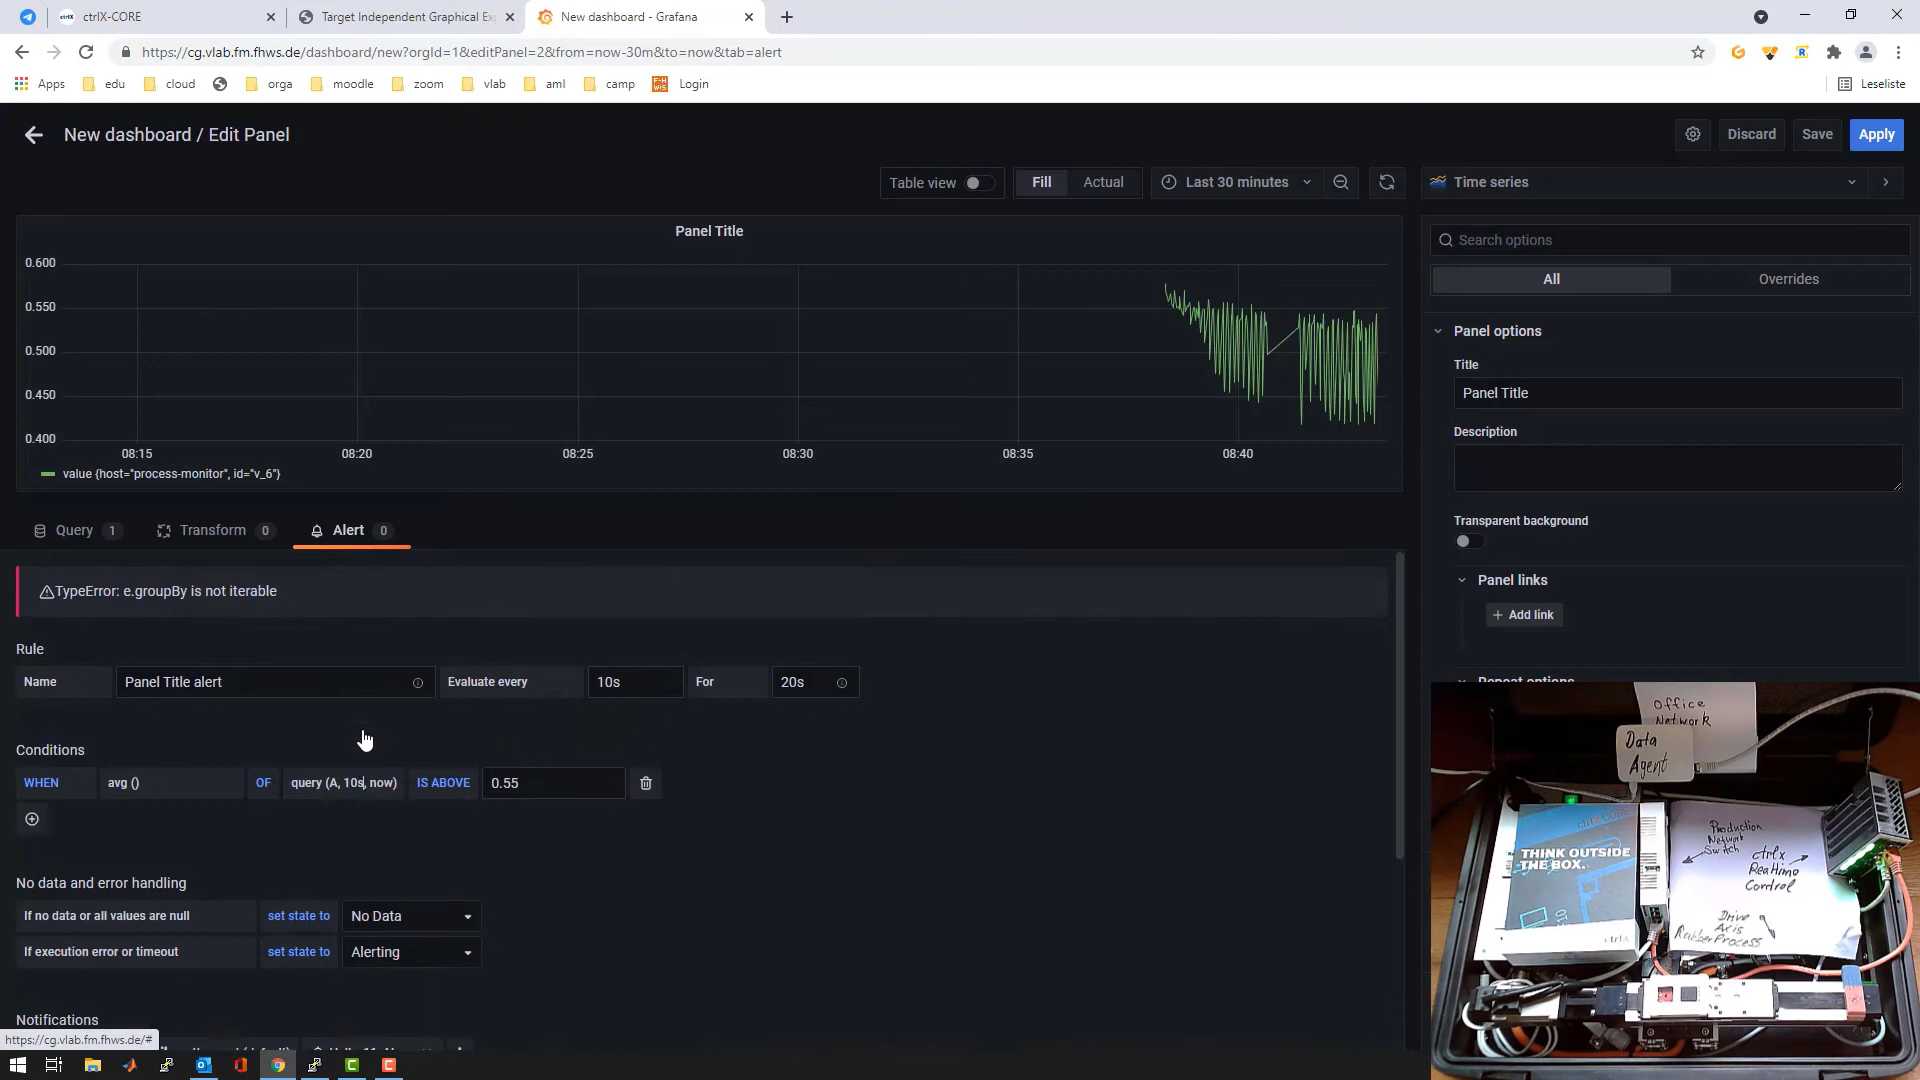 ctrlX-CORE
Target Independent Graphical Ex
New dashboard - Grafana
https://cg.vlab.fm.fhws.de/dashboard/new?orgId=1&editPanel=2&from=now-30m&to=now&tab=alert
Apps
edu
cloud
orga
moodle
zoom
vlab
aml
camp
Login
Leseliste
New dashboard / Edit Panel
Discard
Save
Apply
Table view
Fill
Actual
Last 30 minutes
Time series
Panel Title
0.600
0.550
0.500
0.450
0.400
08:15
08:20
08:25
08:30
08:35
08:40
value {host="process-monitor", id="v_6"}
Search options
All
Overrides
Panel options
Title
Panel Title
Description
Transparent background
Panel links
+ Add link
Repeat options
Query 1
Transform 0
Alert 0
TypeError: e.groupBy is not iterable
Rule
Name
Panel Title alert
Evaluate every
10s
For
20s
Conditions
WHEN
avg ()
OF
query (A, 10s, now)
IS ABOVE
0.55
No data and error handling
If no data or all values are null
set state to
No Data
If execution error or timeout
set state to
Alerting
Notifications
https://cg.vlab.fm.fhws.de/#
Office
Network
Data
Agent
ctrlX CORE
THINK OUTSIDE
THE BOX.
ctrlX
Production
Network
Switch
ctrlx
Realtime
Control
Drive
Axis
Process